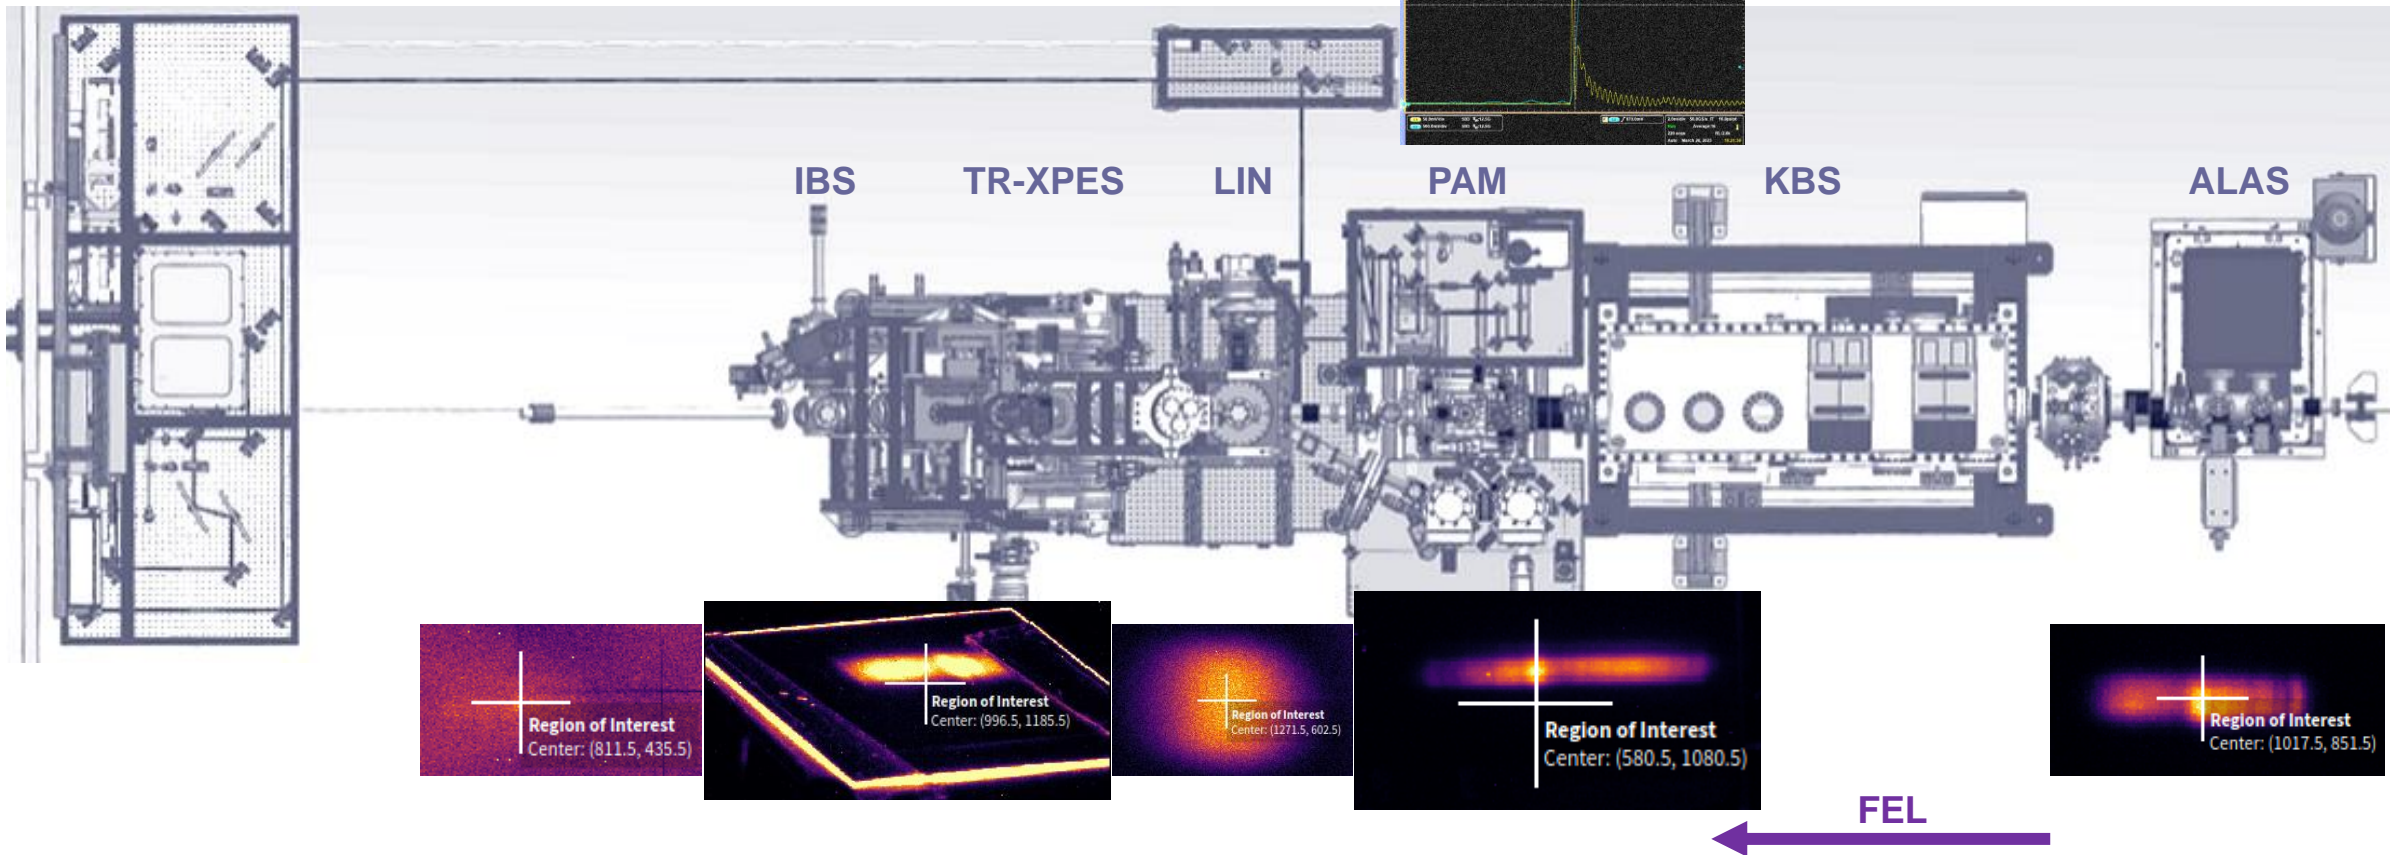 IBS
TR-XPES
LIN
PAM
KBS
ALAS
Region of Interest
Center: (811.5, 435.5)
Region of Interest
Center: (996.5, 1185.5)
Region of Interest
Center: (1271.5, 602.5)
Region of Interest
Center: (580.5, 1080.5)
Region of Interest
Center: (1017.5, 851.5)
FEL